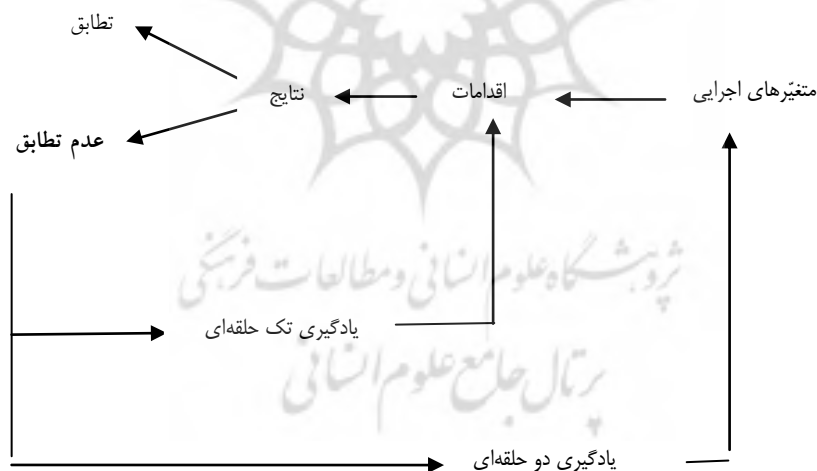 تطابق
متغیّرهای اجرایی
اقدامات
نتایج
عدم تطابق
پژوهشگاه علوم انسانی و مطالعات فرهنگی
یادگیری تک حلقه‌ای
پرتال جامع علوم انسانی
یادگیری دو حلقه‌ای